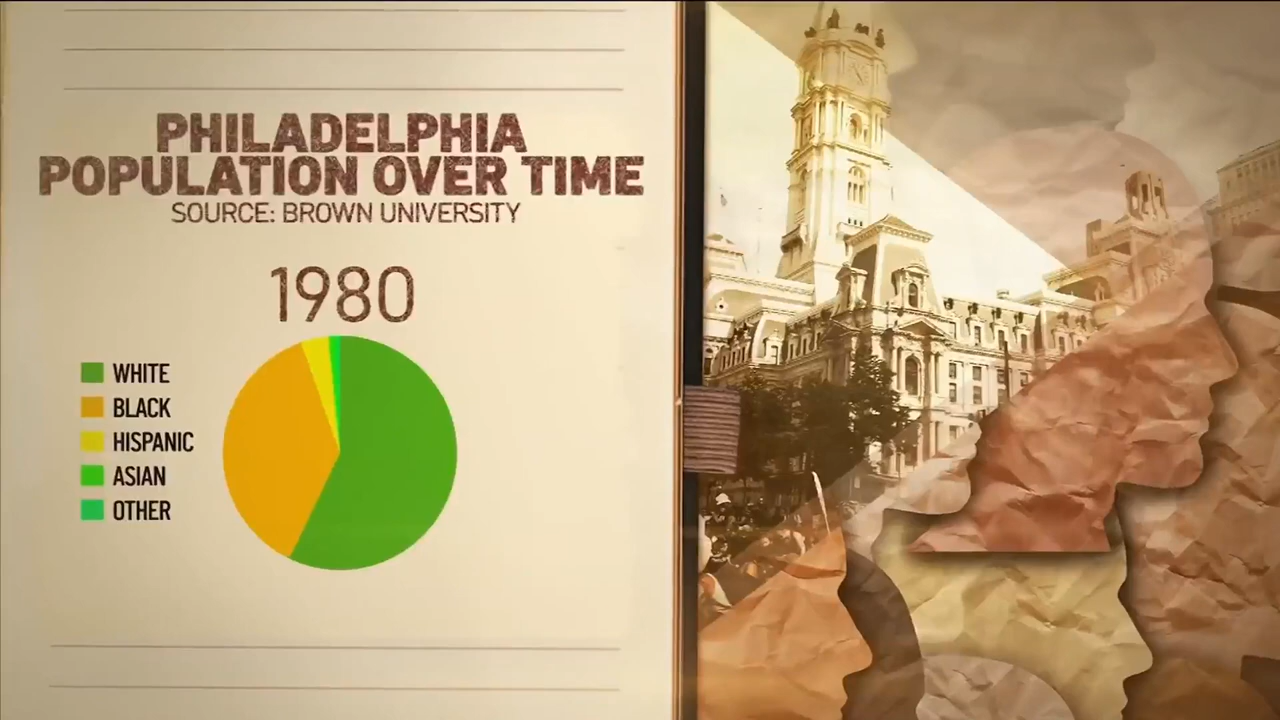 PHILADELPHIA
POPULATION OVER TIME
SOURCE: BROWN UNIVERSITY
1980
WHITE
BLACK
HISPANIC
ASIAN
OTHER